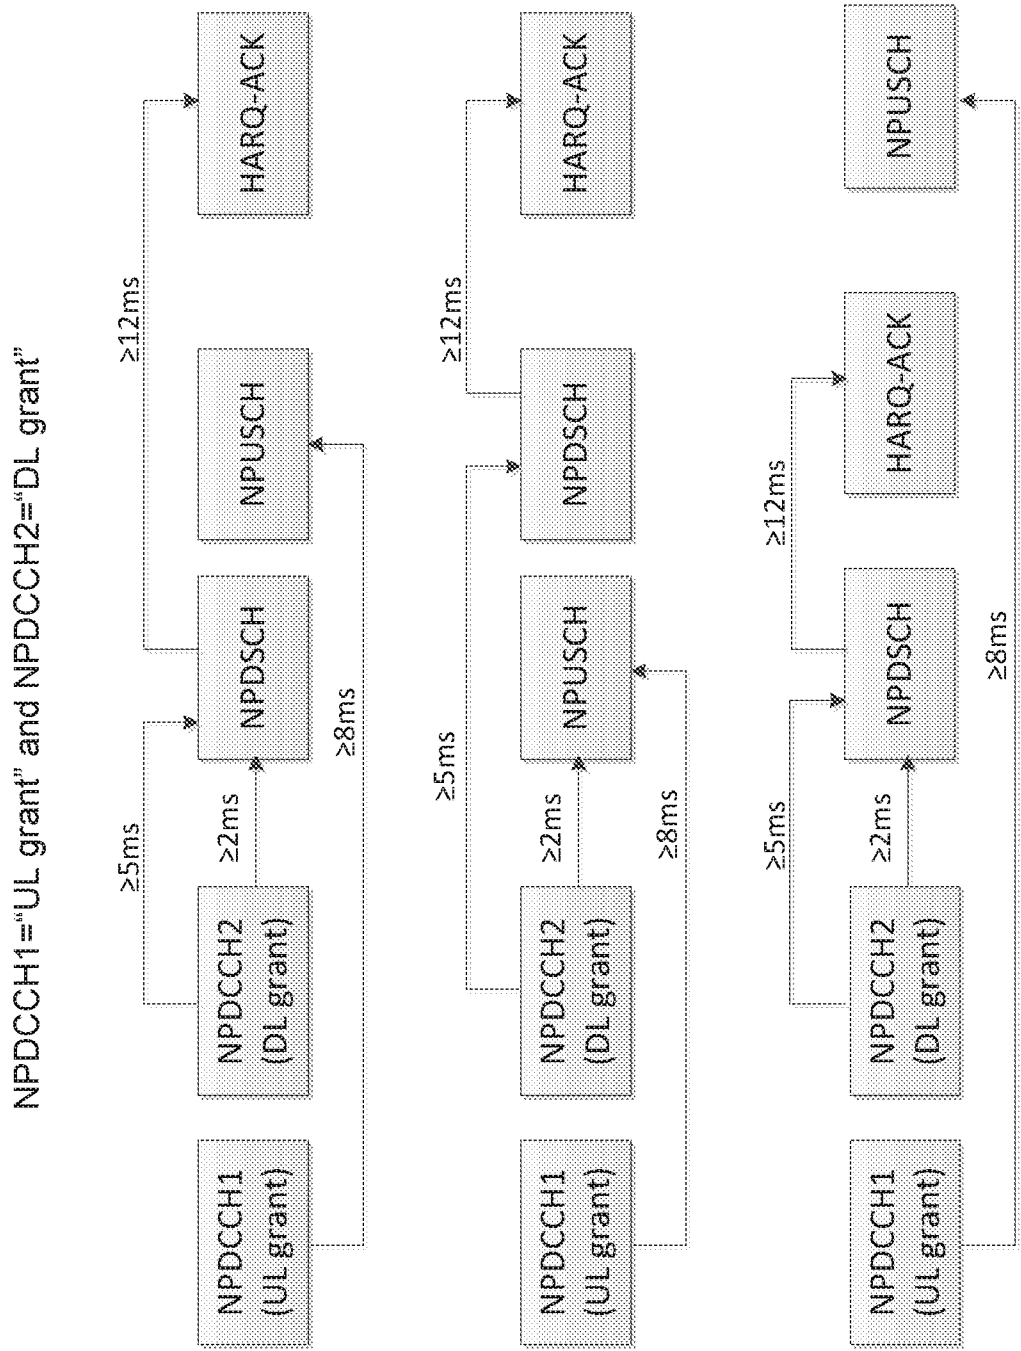 NPDCCH1="UL grant" and NPDCCH2="DL grant"
≥5ms
≥12ms
NPDCCH1
(UL grant)
NPDCCH2
(DL grant)
≥2ms
NPDSCH
NPUSCH
HARQ-ACK
≥8ms
≥5ms
≥12ms
NPDCCH1
(UL grant)
NPDCCH2
(DL grant)
≥2ms
NPUSCH
NPDSCH
HARQ-ACK
≥8ms
≥5ms
≥12ms
NPDCCH1
(UL grant)
NPDCCH2
(DL grant)
≥2ms
NPDSCH
HARQ-ACK
NPUSCH
≥8ms